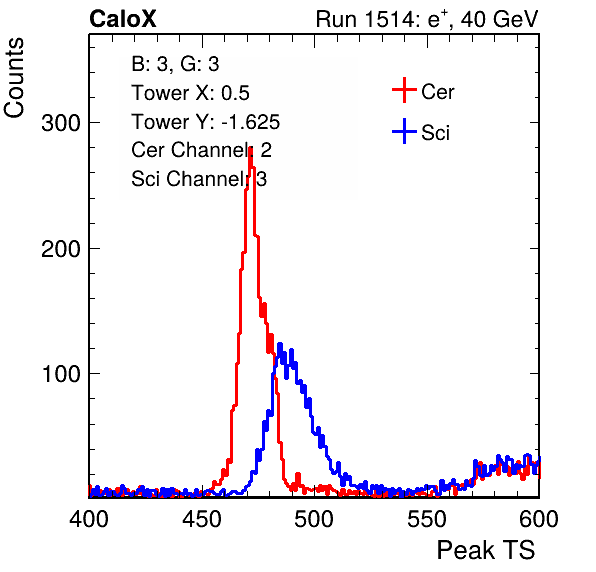 CaloX
Run 1514: e+, 40 GeV
Counts
B: 3, G: 3
Tower X: 0.5
Tower Y: -1.625
Cer Channel: 2
Sci Channel: 3
Cer
Sci
300
200
100
400 450 500 550 600
Peak TS